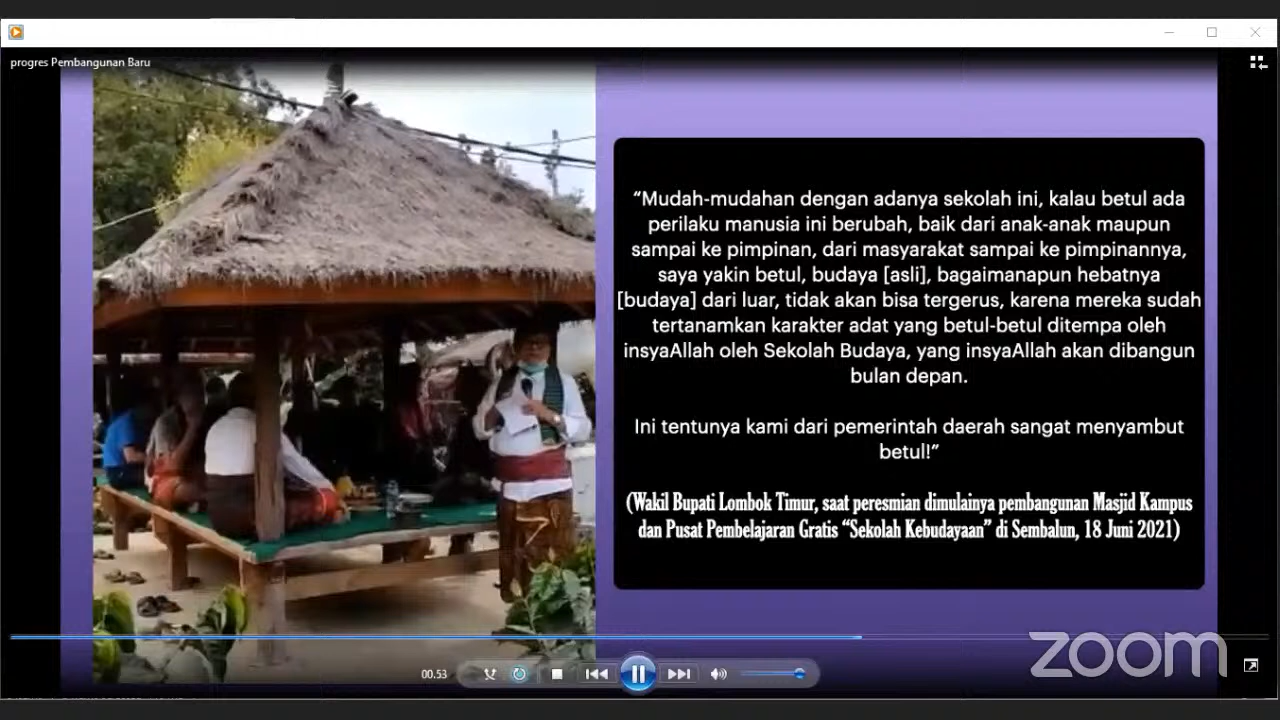 progres Pembangunan Baru
“Mudah-mudahan dengan adanya sekolah ini, kalau betul ada
perilaku manusia ini berubah, baik dari anak-anak maupun
sampai ke pimpinan, dari masyarakat sampai ke pimpinannya,
saya yakin betul, budaya [asli], bagaimanapun hebatnya
[budaya] dari luar, tidak akan bisa tergerus, karena mereka sudah
tertanamkan karakter adat yang betul-betul ditempa oleh
insyaAllah oleh Sekolah Budaya, yang insyaAllah akan dibangun
bulan depan.
Ini tentunya kami dari pemerintah daerah sangat menyambut
betul!”
(Wakil Bupati Lombok Timur, saat peresmian dimulainya pembangunan Masjid Kampus
dan Pusat Pembelajaran Gratis “Sekolah Kebudayaan” di Sembalun, 18 Juni 2021)
zoom
00.53